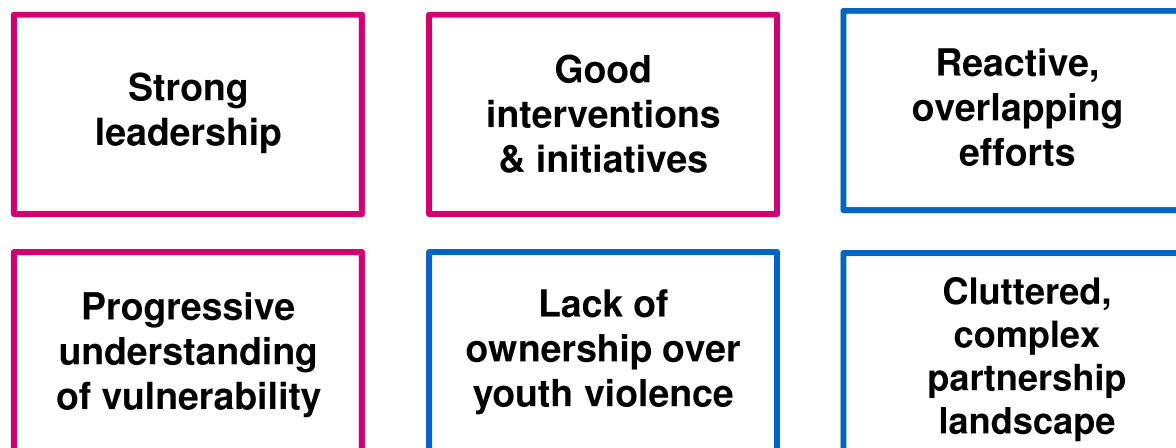 Strong
leadership
Good
interventions
& initiatives
Reactive,
overlapping
efforts
Progressive
understanding
of vulnerability
Lack of
ownership over
youth violence
Cluttered,
complex
partnership
landscape